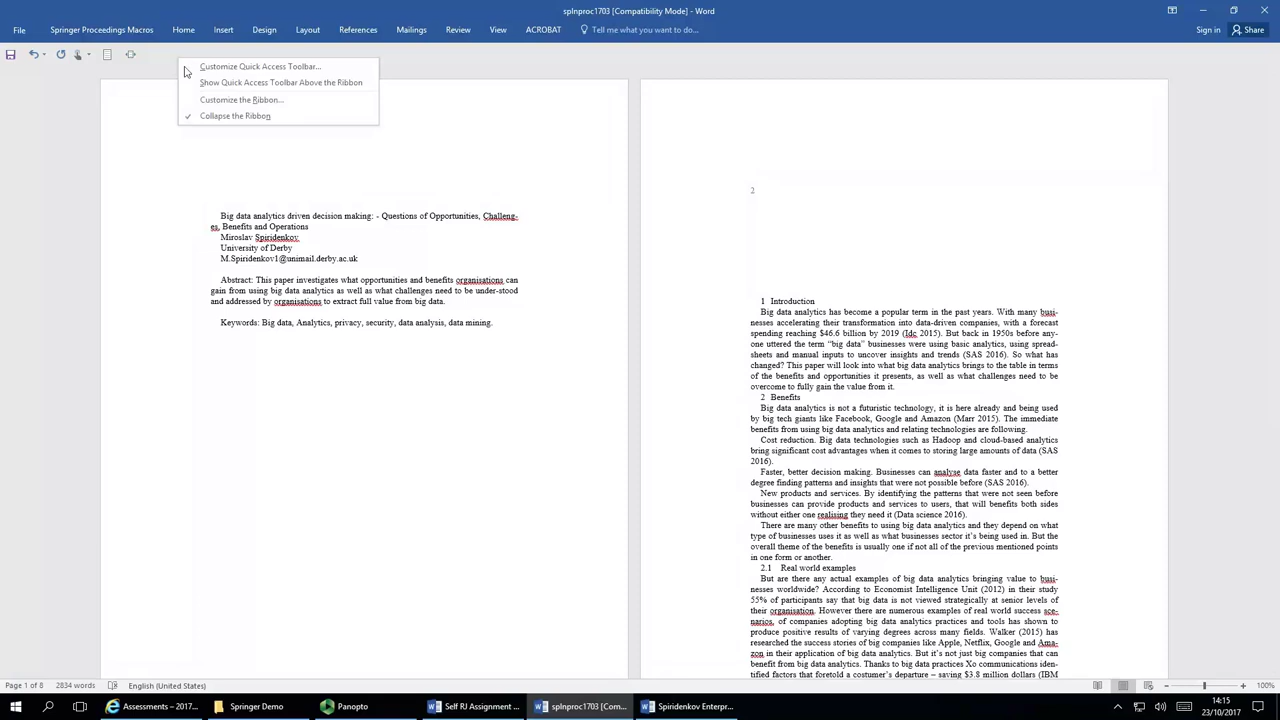 splnproc1703 [Compatibility Mode] - Word
File Springer Proceedings Macros Home Insert Design Layout References Mailings Review View ACROBAT Tell me what you want to do... Sign in Share
Customize Quick Access Toolbar...
Show Quick Access Toolbar Above the Ribbon
Customize the Ribbon...
Collapse the Ribbon
Big data analytics driven decision making: - Questions of Opportunities, Challeng-
es, Benefits and Operations
Miroslav Spiridenkov
University of Derby
M.Spiridenkov1@unimail.derby.ac.uk
Abstract: This paper investigates what opportunities and benefits organisations can
gain from using big data analytics as well as what challenges need to be under-stood
and addressed by organisations to extract full value from big data.
Keywords: Big data, Analytics, privacy, security, data analysis, data mining.
2
1 Introduction
Big data analytics has become a popular term in the past years. With many busi-
nesses accelerating their transformation into data-driven companies, with a forecast
spending reaching $46.6 billion by 2019 (Idc 2015). But back in 1950s before any-
one uttered the term “big data” businesses were using basic analytics, using spread-
sheets and manual inputs to uncover insights and trends (SAS 2016). So what has
changed? This paper will look into what big data analytics brings to the table in terms
of the benefits and opportunities it presents, as well as what challenges need to be
overcome to fully gain the value from it.
2 Benefits
Big data analytics is not a futuristic technology, it is here already and being used
by big tech giants like Facebook, Google and Amazon (Marr 2015). The immediate
benefits from using big data analytics and relating technologies are following.
Cost reduction. Big data technologies such as Hadoop and cloud-based analytics
bring significant cost advantages when it comes to storing large amounts of data (SAS
2016).
Faster, better decision making. Businesses can analyse data faster and to a better
degree finding patterns and insights that were not possible before (SAS 2016).
New products and services. By identifying the patterns that were not seen before
businesses can provide products and services to users, that will benefits both sides
without either one realising they need it (Data science 2016).
There are many other benefits to using big data analytics and they depend on what
type of businesses uses it as well as what businesses sector it’s being used in. But the
overall theme of the benefits is usually one if not all of the previous mentioned points
in one form or another.
2.1 Real world examples
But are there any actual examples of big data analytics bringing value to busi-
nesses worldwide? According to Economist Intelligence Unit (2012) in their study
55% of participants say that big data is not viewed strategically at senior levels of
their organisation. However there are numerous examples of real world success sce-
narios, of companies adopting big data analytics practices and tools has shown to
produce positive results of varying degrees across many fields. Walker (2015) has
researched the success stories of big companies like Apple, Netflix, Google and Ama-
zon in their application of big data analytics. But it’s not just big companies that can
benefit from big data analytics. Thanks to big data practices Xo communications iden-
tified factors that foretold a costumer’s departure – saving $3.8 million dollars (IBM
Page 1 of 8 2834 words English (United States) 100%
Assessments – 2017... Springer Demo Panopto Self RJ Assignment ... splnproc1703 [Com... Spiridenkov Enterpr... 14:15
23/10/2017